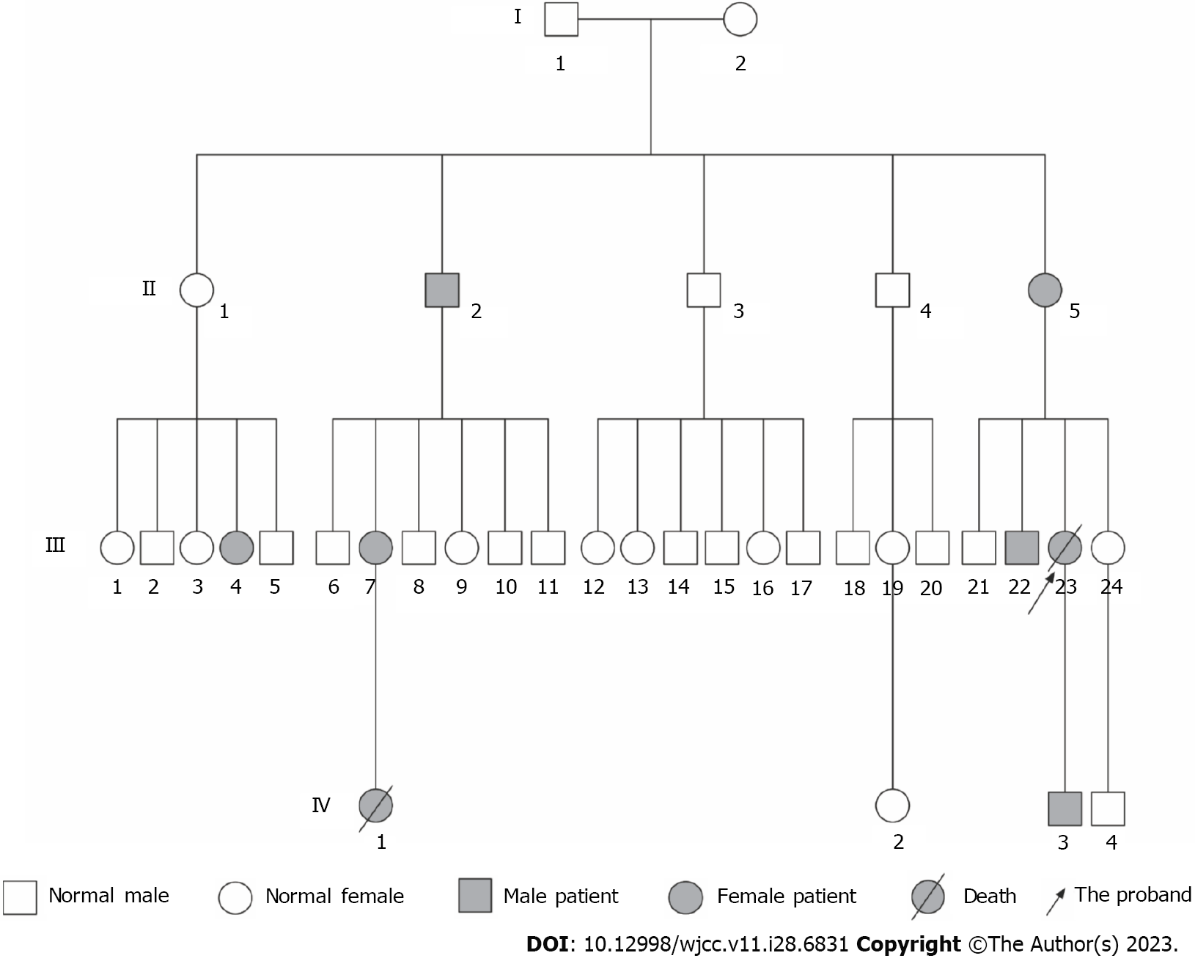 I
1 2
II
1 2 3 4 5
III
1 2 3 4 5 6 7 8 9 10 11 12 13 14 15 16 17 18 19 20 21 22 23 24
IV
1 2 3 4
Normal male Normal female Male patient Female patient Death The proband
DOI: 10.12998/wjcc.v11.i28.6831 Copyright ©The Author(s) 2023.